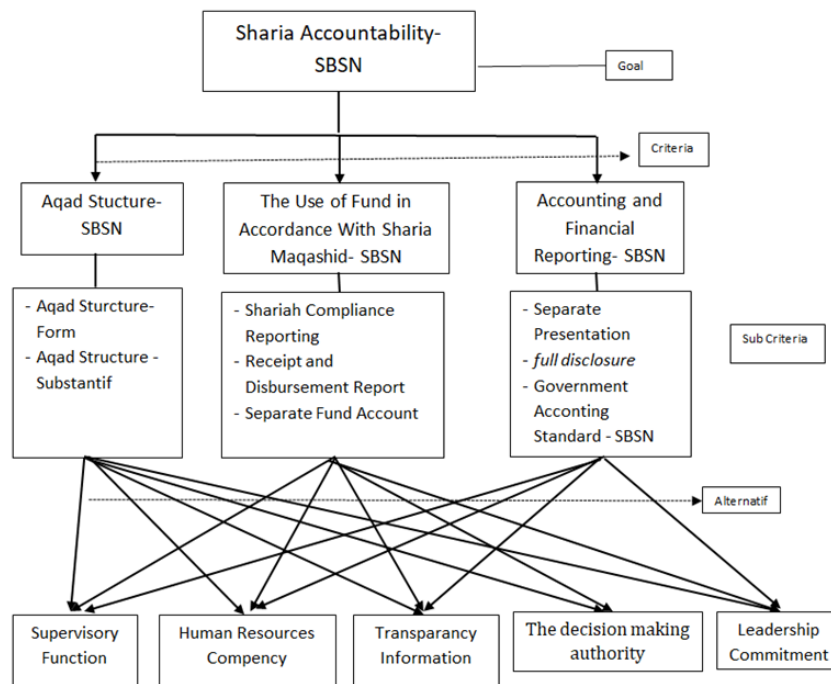 Sharia Accountability-
SBSN
Goal
Criteria
Aqad Stucture-
SBSN
The Use of Fund in
Accordance With Sharia
Maqashid- SBSN
Accounting and
Financial
Reporting- SBSN
- Aqad Sturcture-
Form
- Aqad Structure -
Substantif
- Shariah Compliance
Reporting
- Receipt and
Disbursement Report
- Separate Fund Account
- Separate
Presentation
- full disclosure
- Government
Acconting
Standard - SBSN
Sub Criteria
Alternatif
Supervisory
Function
Human Resources
Compency
Transparancy
Information
The decision making
authority
Leadership
Commitment